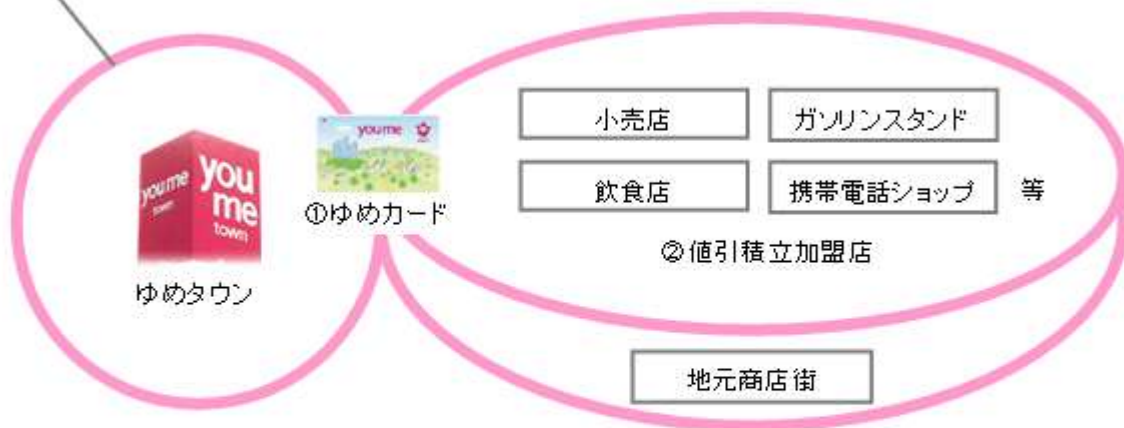 youme
小売店
ガソリンスタンド
youme
town
you
me
town
飲食店
携帯電話ショップ
等
①ゆめカード
②値引積立加盟店
ゆめタウン
地元商店街